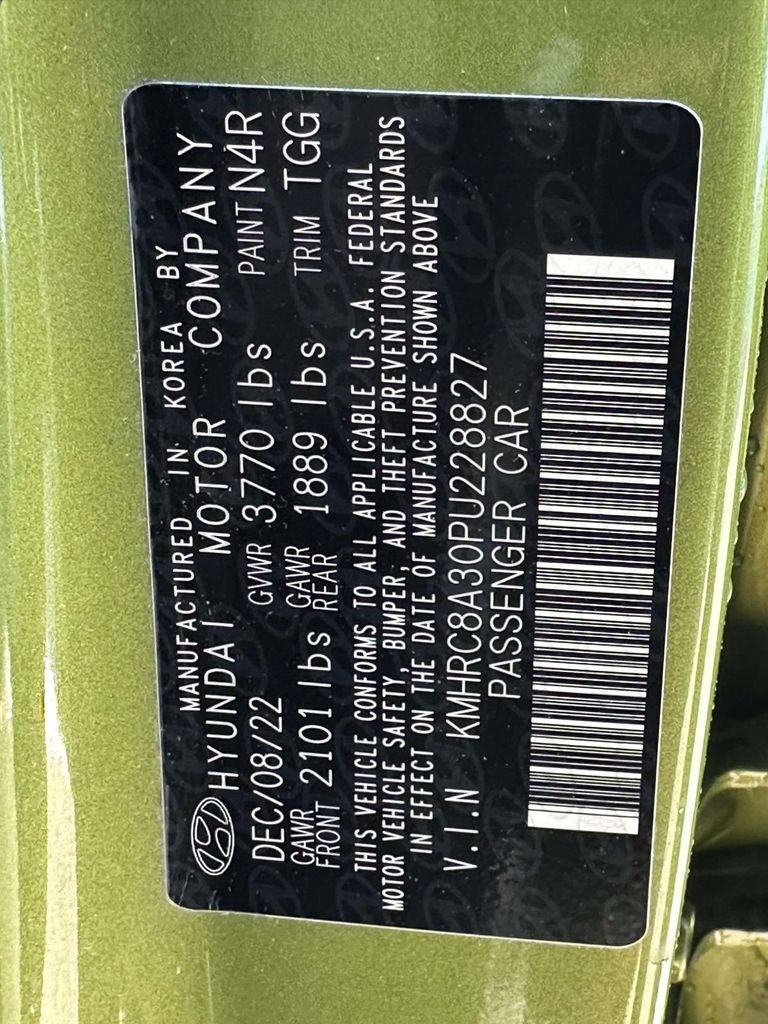 MANUFACTURED IN KOREA BY
HYUNDAI MOTOR COMPANY
DEC/08/22 GVWR 3770 lbs PAINT N4R
GAWR FRONT 2101 lbs GAWR REAR 1889 lbs TRIM TGG
THIS VEHICLE CONFORMS TO ALL APPLICABLE U.S.A. FEDERAL
MOTOR VEHICLE SAFETY, BUMPER, AND THEFT PREVENTION STANDARDS
IN EFFECT ON THE DATE OF MANUFACTURE SHOWN ABOVE
V.I.N KMHRC8A30PU228827
PASSENGER CAR